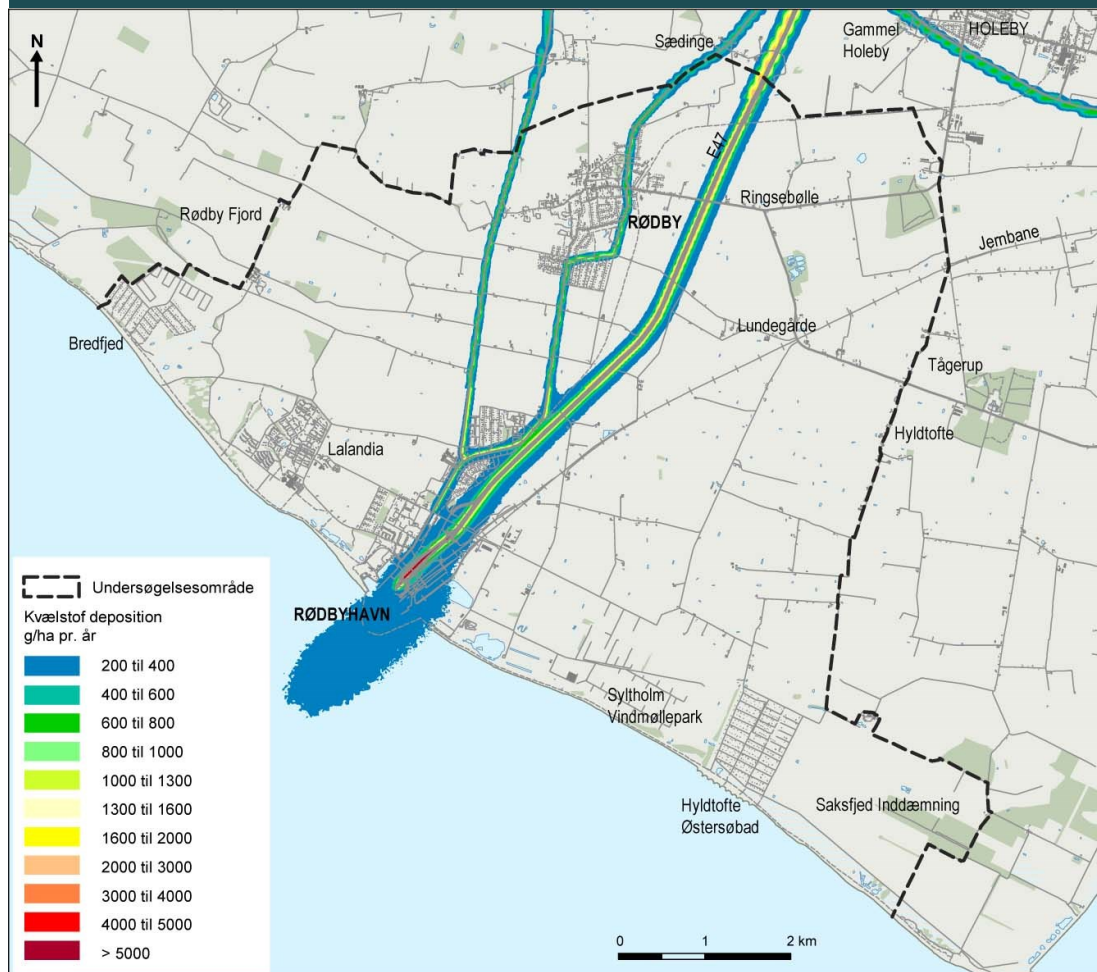 N
Sædinge
Gammel
Holeby
HOLEBY
E47
Rødby Fjord
Ringsebølle
RØDBY
Jernbane
Bredfjed
Lundegårde
Tågerup
Hyldtofte
Lalandia
RØDBYHAVN
Syltholm
Vindmøllepark
Hyldtofte
Østersøbad
Saksfjed Inddæmning
Undersøgelsesområde
Kvælstof deposition
g/ha pr. år
200 til 400
400 til 600
600 til 800
800 til 1000
1000 til 1300
1300 til 1600
1600 til 2000
2000 til 3000
3000 til 4000
4000 til 5000
> 5000
0 1 2 km